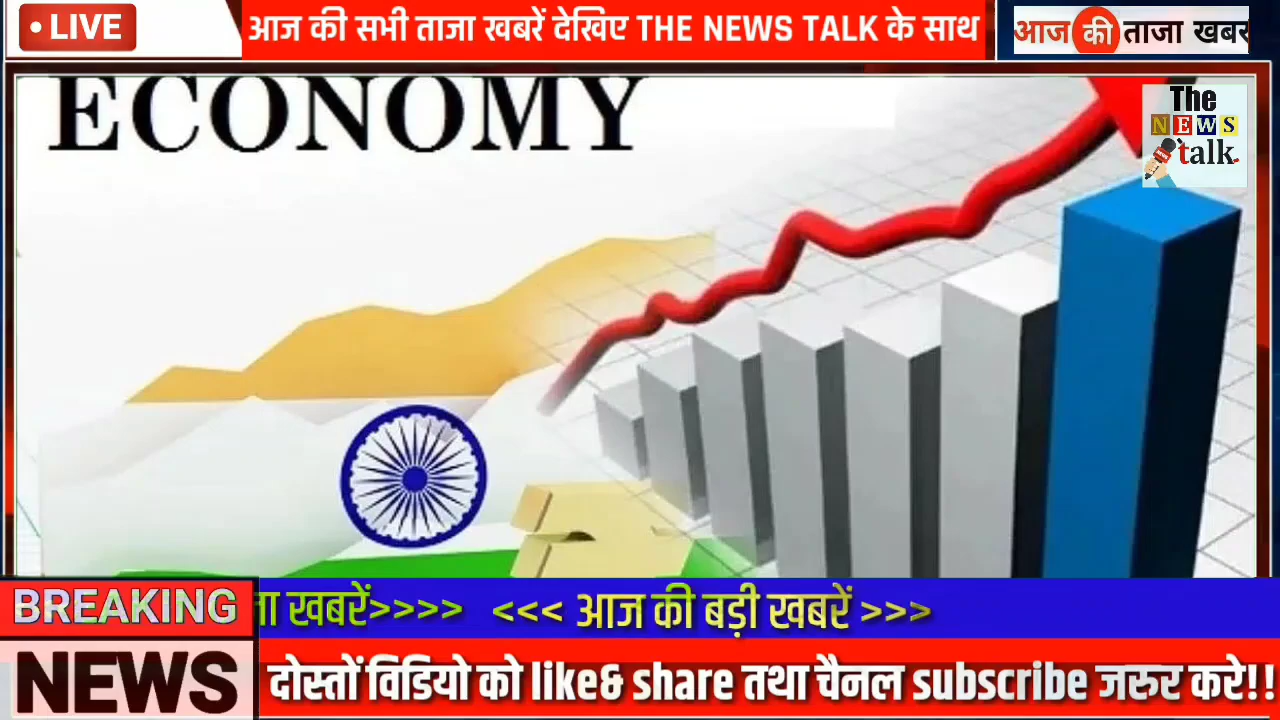 LIVE
आज की सभी ताजा खबरें देखिए THE NEWS TALK के साथ
आज की ताजा खबर
ECONOMY
The
NEWS
talk.
BREAKING
खबरें>>>> <<< आज की बड़ी खबरें >>>
NEWS
दोस्तों विडियो को like& share तथा चैनल subscribe जरुर करे!!